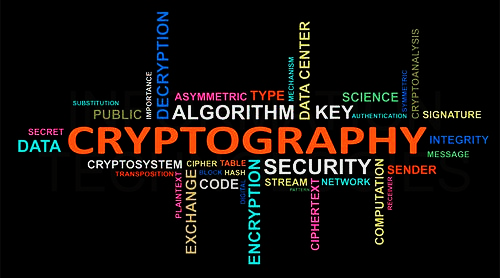 DECRYPTION
IMPORTANCE
SUBSTITUTION
PUBLIC
ASYMMETRIC TYPE
MECHANISM
DATA CENTER
SCIENCE
SYMMETRIC
CRYPTOANALYSIS
ALGORITHM KEY
AUTHENTICATION
SIGNATURE
SECRET
DATA
CRYPTOGRAPHY
INTEGRITY
MESSAGE
CRYPTOSYSTEM CIPHER TABLE
SECURITY
TRANSPOSITION
BLOCK HASH
SENDER
PLAINTEXT
EXCHANGE
CODE
DIGITAL
ENCRYPTION
STREAM
PATTERN
NETWORK
CIPHERTEXT
COMPUTATION
RECEIVER